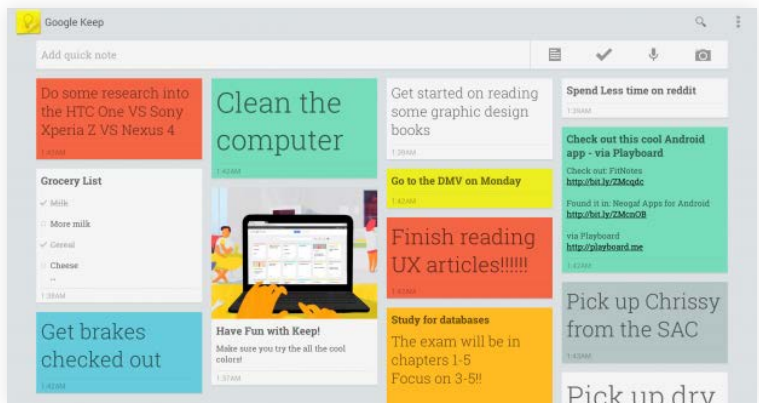 Google Keep
Add quick note
Do some research into
the HTC One VS Sony
Xperia Z VS Nexus 4
1:43AM
Grocery List
Milk
More milk
Cereal
Cheese
...
1:38AM
Get brakes
checked out
1:42AM
Clean the
computer
1:42AM
Have Fun with Keep!
Make sure you try the all the cool
colors!
1:37AM
Get started on reading
some graphic design
books
1:39AM
Go to the DMV on Monday
1:42AM
Finish reading
UX articles!!!!!!
1:43AM
Study for databases
The exam will be in
chapters 1-5
Focus on 3-5!!
Spend Less time on reddit
1:39AM
Check out this cool Android
app - via Playboard
Check out: FitNotes
http://bit.ly/ZMcqdc
Found it in: Neogaf Apps for Android
http://bit.ly/ZMcnOB
via Playboard
http://playboard.me
1:42AM
Pick up Chrissy
from the SAC
1:43AM
Pick up dry